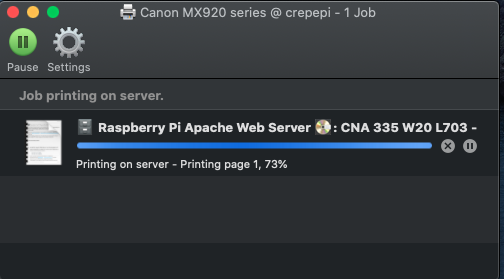 Canon MX920 series @ crepepi - 1 Job
Pause Settings
Job printing on server.
Raspberry Pi Apache Web Server 📀: CNA 335 W20 L703 -
Printing on server - Printing page 1, 73%